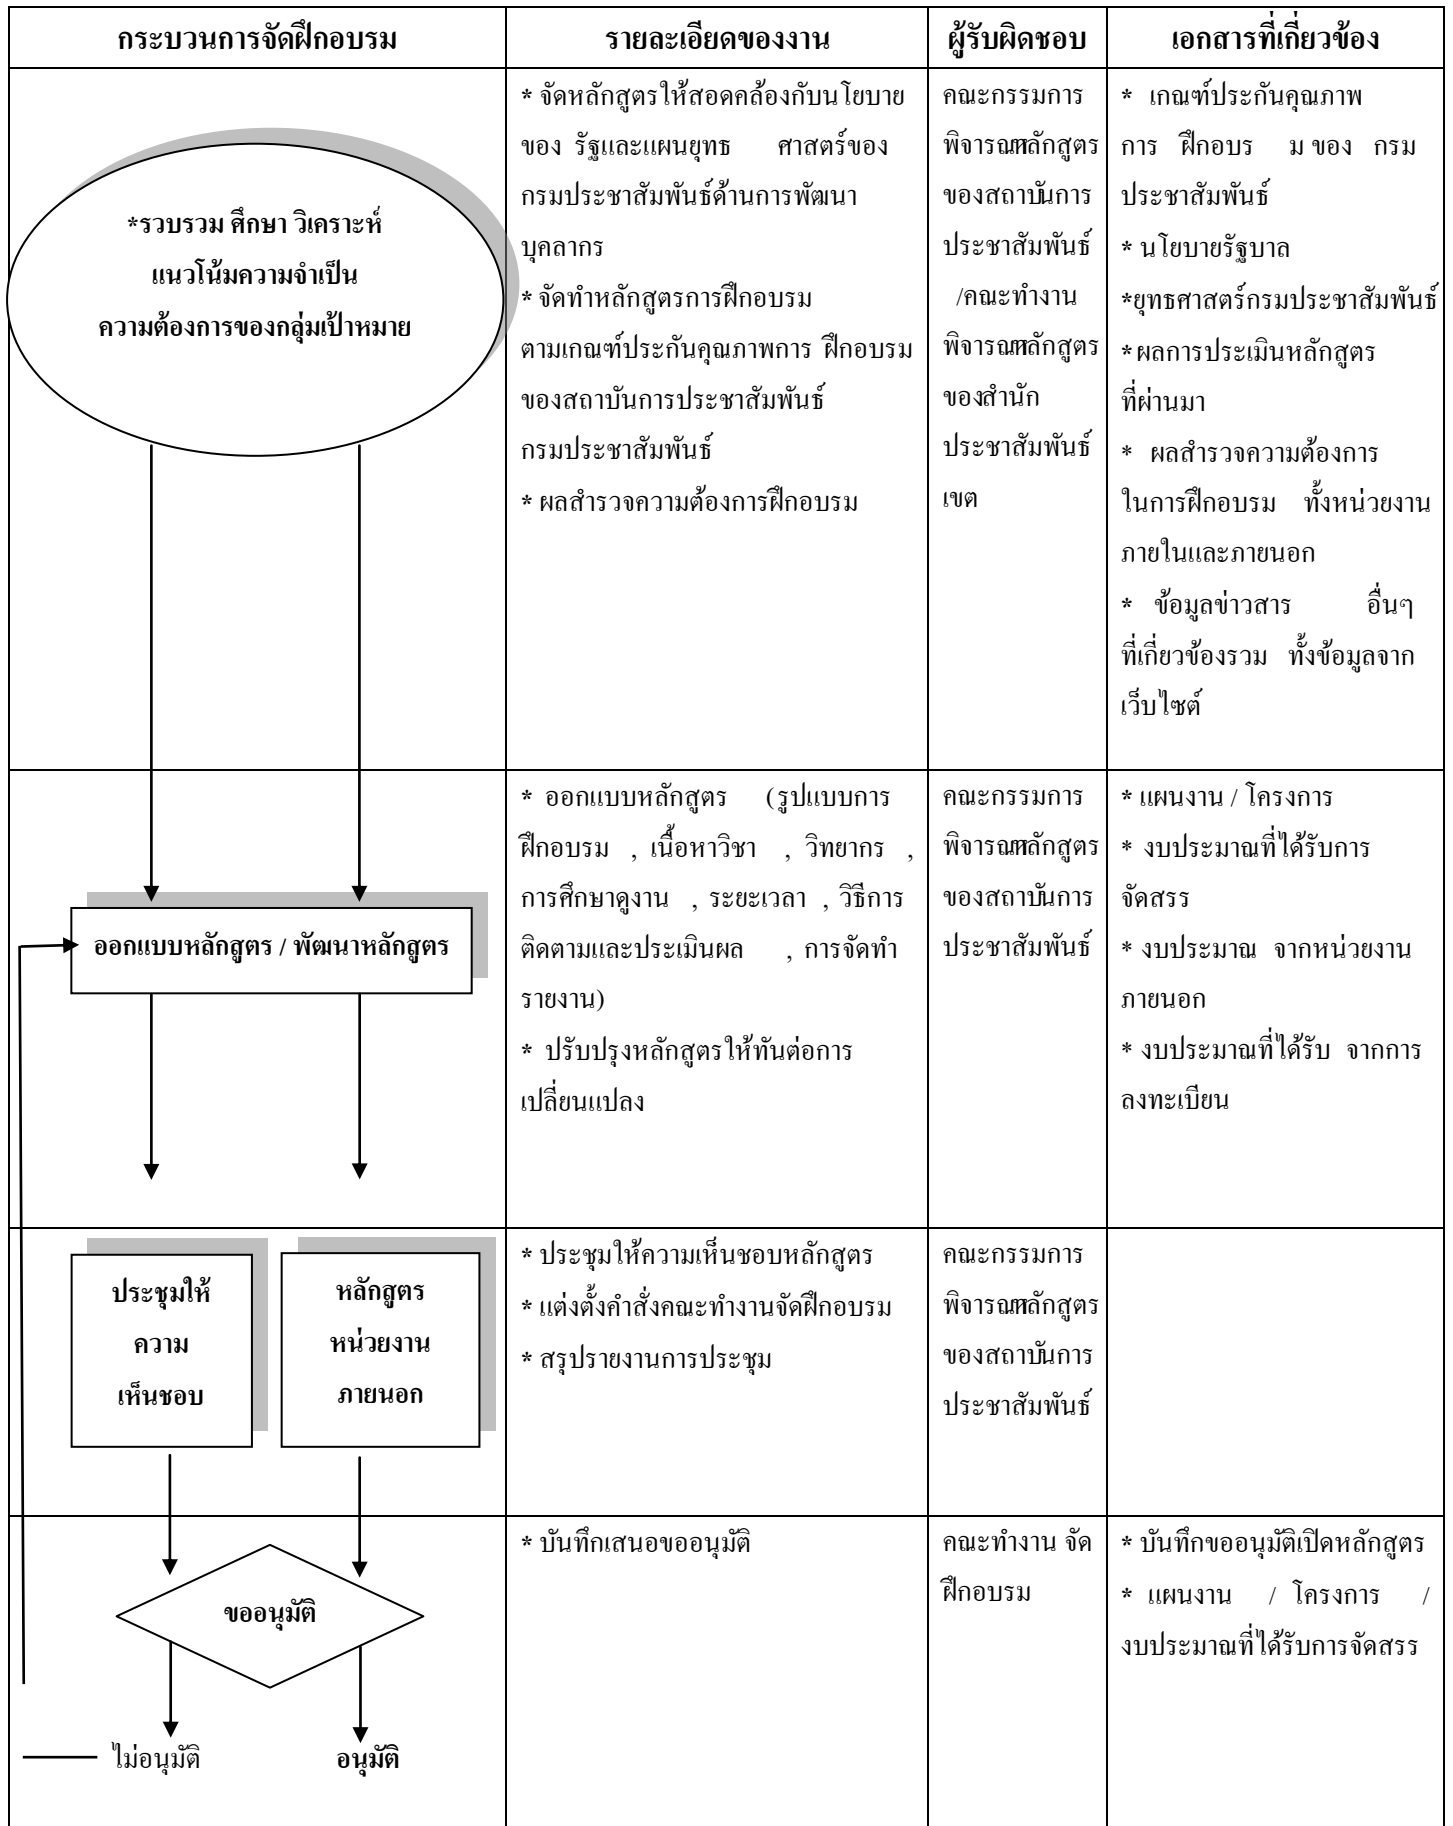 กระบวนการจัดฝึกอบรม
รายละเอียดของงาน
ผู้รับผิดชอบ
เอกสารที่เกี่ยวข้อง
*รวบรวม ศึกษา วิเคราะห์
แนวโน้มความจำเป็น
ความต้องการของกลุ่มเป้าหมาย
* จัดหลักสูตรให้สอดคล้องกับนโยบาย
ของ รัฐและแผนยุทธ ศาสตร์ของ
กรมประชาสัมพันธ์ด้านการพัฒนา
บุคลากร
* จัดทำหลักสูตรการฝึกอบรม
ตามเกณฑ์ประกันคุณภาพการ ฝึกอบรม
ของสถาบันการประชาสัมพันธ์
กรมประชาสัมพันธ์
* ผลสำรวจความต้องการฝึกอบรม
คณะกรรมการ
พิจารณาหลักสูตร
ของสถาบันการ
ประชาสัมพันธ์
/คณะทำงาน
พิจารณาหลักสูตร
ของสำนัก
ประชาสัมพันธ์
เขต
* เกณฑ์ประกันคุณภาพ
การ ฝึกอบร ม ของ กรม
ประชาสัมพันธ์
* นโยบายรัฐบาล
*ยุทธศาสตร์กรมประชาสัมพันธ์
* ผลการประเมินหลักสูตร
ที่ผ่านมา
* ผลสำรวจความต้องการ
ในการฝึกอบรม ทั้งหน่วยงาน
ภายในและภายนอก
* ข้อมูลข่าวสาร อื่นๆ
ที่เกี่ยวข้องรวม ทั้งข้อมูลจาก
เว็บไซต์
ออกแบบหลักสูตร / พัฒนาหลักสูตร
* ออกแบบหลักสูตร (รูปแบบการ
ฝึกอบรม , เนื้อหาวิชา , วิทยากร ,
การศึกษาดูงาน , ระยะเวลา , วิธีการ
ติดตามและประเมินผล , การจัดทำ
รายงาน)
* ปรับปรุงหลักสูตรให้ทันต่อการ
เปลี่ยนแปลง
คณะกรรมการ
พิจารณาหลักสูตร
ของสถาบันการ
ประชาสัมพันธ์
* แผนงาน / โครงการ
* งบประมาณที่ได้รับการ
จัดสรร
* งบประมาณ จากหน่วยงาน
ภายนอก
* งบประมาณที่ได้รับ จากการ
ลงทะเบียน
ประชุมให้
ความ
เห็นชอบ
หลักสูตร
หน่วยงาน
ภายนอก
* ประชุมให้ความเห็นชอบหลักสูตร
* แต่งตั้งคำสั่งคณะทำงานจัดฝึกอบรม
* สรุปรายงานการประชุม
คณะกรรมการ
พิจารณาหลักสูตร
ของสถาบันการ
ประชาสัมพันธ์
ขออนุมัติ
ไม่อนุมัติ
อนุมัติ
* บันทึกเสนอขออนุมัติ
คณะทำงาน จัด
ฝึกอบรม
* บันทึกขออนุมัติเปิดหลักสูตร
* แผนงาน / โครงการ /
งบประมาณที่ได้รับการจัดสรร